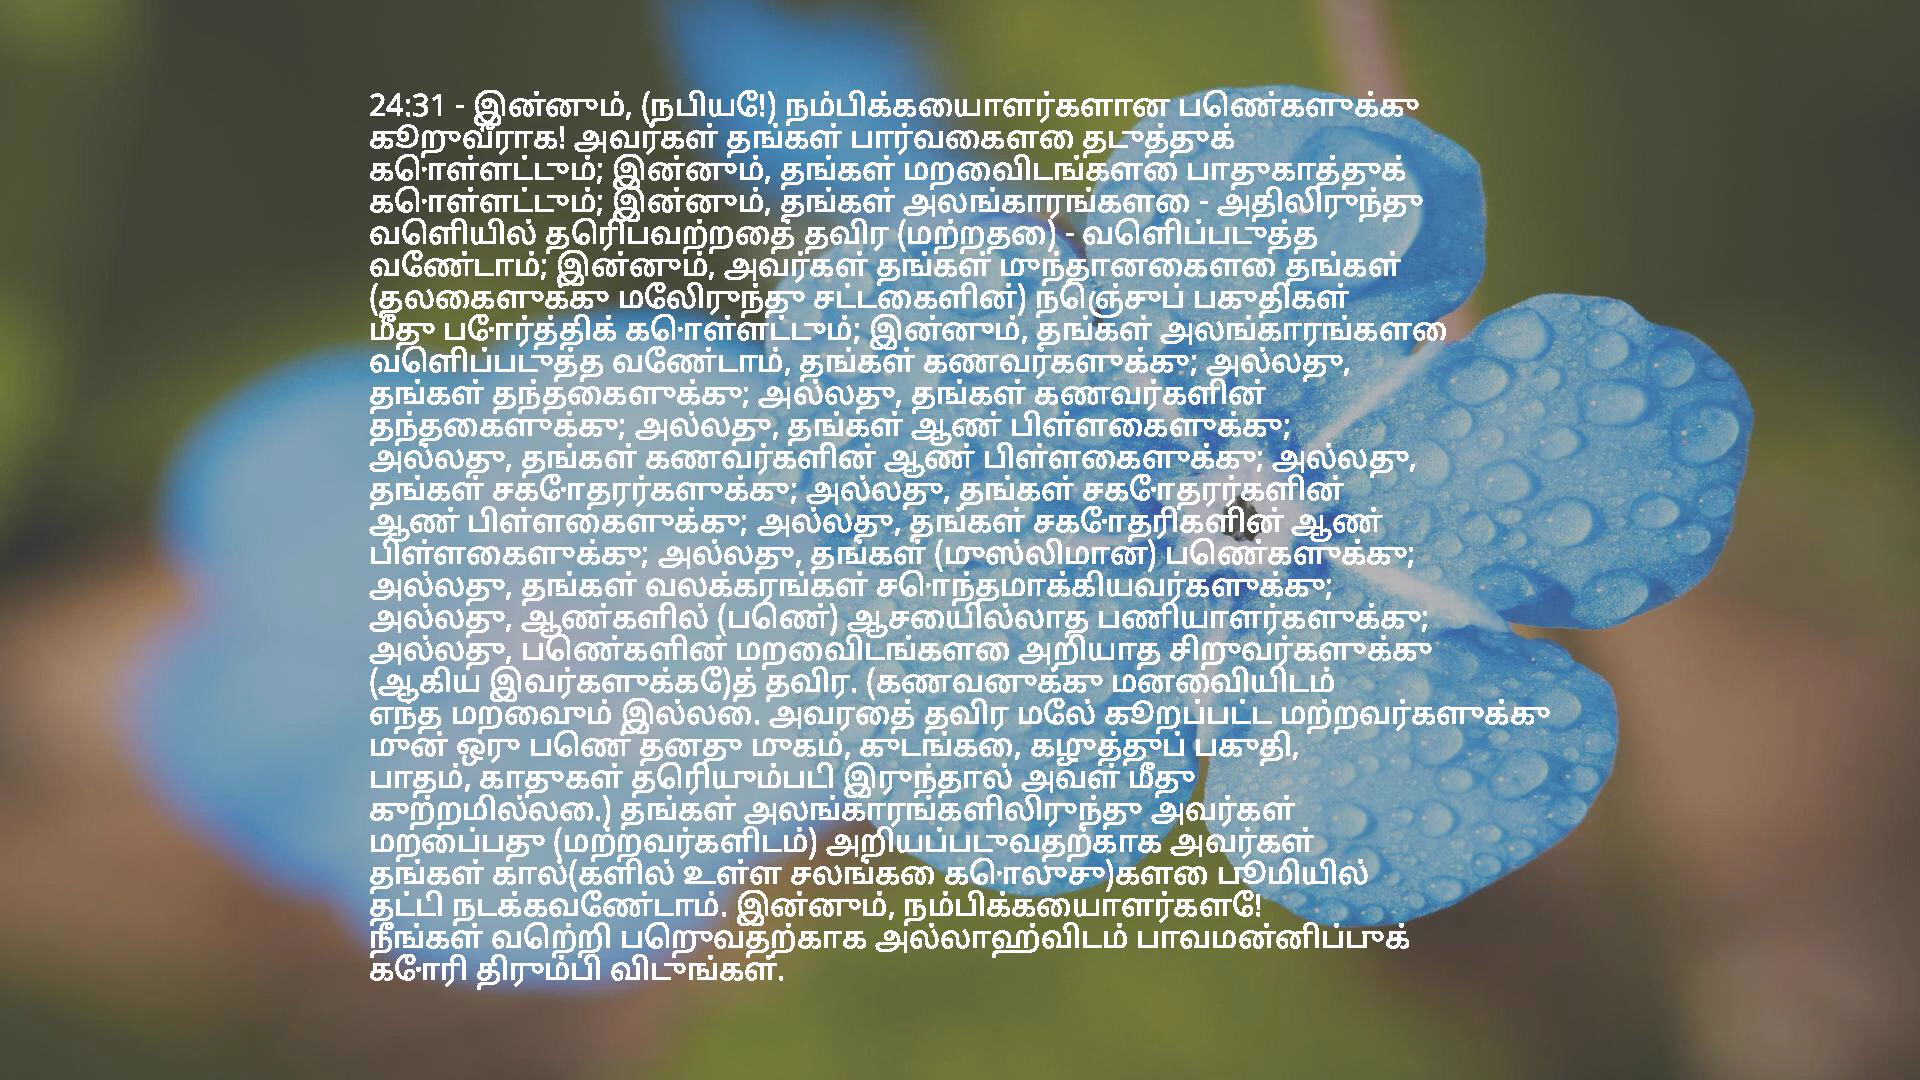 24:31 - இன்னும், (நபியே!) நம்பிக்கையாளர்களான பெண்களுக்கு
கூறுவீராக! அவர்கள் தங்கள் பார்வைகளை தடுத்துக்
கொள்ளட்டும்; இன்னும், தங்கள் மறைவிடங்களை பாதுகாத்துக்
கொள்ளட்டும்; இன்னும், தங்கள் அலங்காரங்களை - அதிலிருந்து
வெளியில் தெரிபவற்றைத் தவிர (மற்றதை) - வெளிப்படுத்த
வேண்டாம்; இன்னும், அவர்கள் தங்கள் முந்தானைகளை தங்கள்
(தலைகளுக்கு மேலிருந்து சட்டைகளின்) நெஞ்சுப் பகுதிகள்
மீது போர்த்திக் கொள்ளட்டும்; இன்னும், தங்கள் அலங்காரங்களை
வெளிப்படுத்த வேண்டாம், தங்கள் கணவர்களுக்கு; அல்லது,
தங்கள் தந்தைகளுக்கு; அல்லது, தங்கள் கணவர்களின்
தந்தைகளுக்கு; அல்லது, தங்கள் ஆண் பிள்ளைகளுக்கு;
அல்லது, தங்கள் கணவர்களின் ஆண் பிள்ளைகளுக்கு; அல்லது,
தங்கள் சகோதரர்களுக்கு; அல்லது, தங்கள் சகோதரர்களின்
ஆண் பிள்ளைகளுக்கு; அல்லது, தங்கள் சகோதரிகளின் ஆண்
பிள்ளைகளுக்கு; அல்லது, தங்கள் (முஸ்லிமான) பெண்களுக்கு;
அல்லது, தங்கள் வலக்கரங்கள் சொந்தமாக்கியவர்களுக்கு;
அல்லது, ஆண்களில் (பெண்) ஆசையில்லாத பணியாளர்களுக்கு;
அல்லது, பெண்களின் மறைவிடங்களை அறியாத சிறுவர்களுக்கு
(ஆகிய இவர்களுக்கே)த் தவிர. (கணவனுக்கு மனைவியிடம்
எந்த மறைவும் இல்லை. அவரைத் தவிர மேலே கூறப்பட்ட மற்றவர்களுக்கு
முன் ஒரு பெண் தனது முகம், குடங்கை, கழுத்துப் பகுதி,
பாதம், காதுகள் தெரியும்படி இருந்தால் அவள் மீது
குற்றமில்லை.) தங்கள் அலங்காரங்களிலிருந்து அவர்கள்
மறைப்பது (மற்றவர்களிடம்) அறியப்படுவதற்காக அவர்கள்
தங்கள் கால்(களில் உள்ள சலங்கை கொலுசு)களை பூமியில்
தட்டி நடக்கவேண்டாம். இன்னும், நம்பிக்கையாளர்களே!
நீங்கள் வெற்றி பெறுவதற்காக அல்லாஹ்விடம் பாவமன்னிப்புக்
கோரி திரும்பி விடுங்கள்.